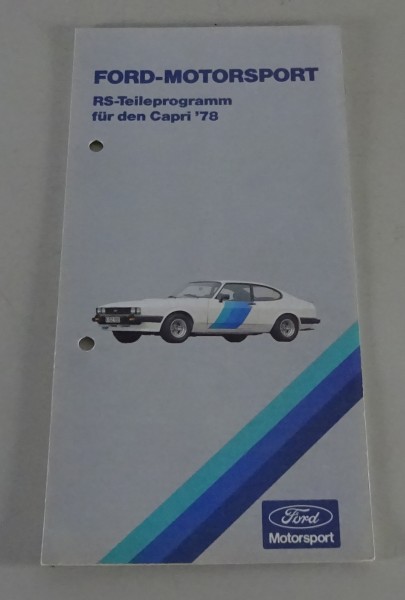 FORD-MOTORSPORT
RS-Teileprogramm
für den Capri '78
Ford
Motorsport